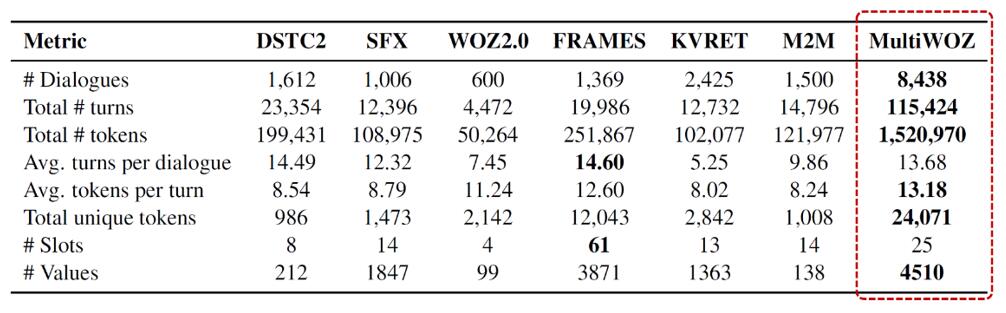 Metric DSTC2 SFX WOZ2.0 FRAMES KVRET M2M MultiWOZ
# Dialogues 1,612 1,006 600 1,369 2,425 1,500 8,438
Total # turns 23,354 12,396 4,472 19,986 12,732 14,796 115,424
Total # tokens 199,431 108,975 50,264 251,867 102,077 121,977 1,520,970
Avg. turns per dialogue 14.49 12.32 7.45 14.60 5.25 9.86 13.68
Avg. tokens per turn 8.54 8.79 11.24 12.60 8.02 8.24 13.18
Total unique tokens 986 1,473 2,142 12,043 2,842 1,008 24,071
# Slots 8 14 4 61 13 14 25
# Values 212 1847 99 3871 1363 138 4510